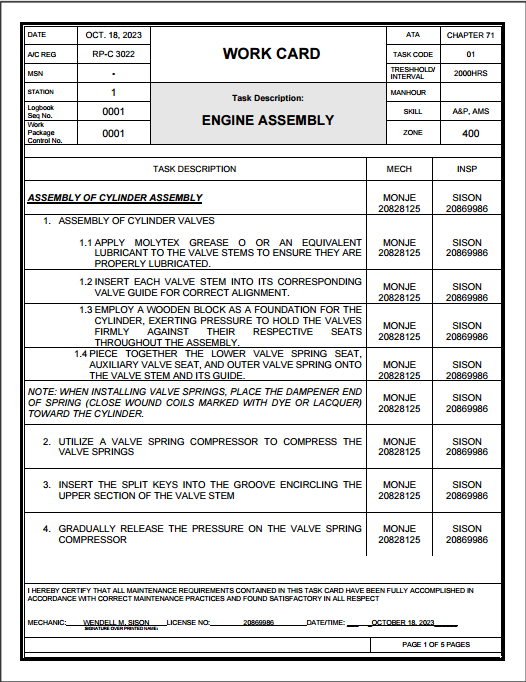 DATE OCT. 18, 2023 WORK CARD ATA CHAPTER 71
A/C REG RP-C 3022 TASK CODE 01
MSN - TRESHHOLD/ INTERVAL 2000HRS
STATION 1 Task Description: MANHOUR
Logbook Seq No. 0001 ENGINE ASSEMBLY SKILL A&P, AMS
Work Package Control No. 0001 ZONE 400
TASK DESCRIPTION MECH INSP
ASSEMBLY OF CYLINDER ASSEMBLY MONJE SISON
20828125 20869986
1. ASSEMBLY OF CYLINDER VALVES
1.1 APPLY MOLYTEX GREASE O OR AN EQUIVALENT MONJE SISON
LUBRICANT TO THE VALVE STEMS TO ENSURE THEY ARE 20828125 20869986
PROPERLY LUBRICATED.
1.2 INSERT EACH VALVE STEM INTO ITS CORRESPONDING MONJE SISON
VALVE GUIDE FOR CORRECT ALIGNMENT. 20828125 20869986
1.3 EMPLOY A WOODEN BLOCK AS A FOUNDATION FOR THE
CYLINDER, EXERTING PRESSURE TO HOLD THE VALVES MONJE SISON
FIRMLY AGAINST THEIR RESPECTIVE SEATS 20828125 20869986
THROUGHOUT THE ASSEMBLY.
1.4 PIECE TOGETHER THE LOWER VALVE SPRING SEAT, MONJE SISON
AUXILIARY VALVE SEAT, AND OUTER VALVE SPRING ONTO 20828125 20869986
THE VALVE STEM AND ITS GUIDE.
NOTE: WHEN INSTALLING VALVE SPRINGS, PLACE THE DAMPENER END MONJE SISON
OF SPRING (CLOSE WOUND COILS MARKED WITH DYE OR LACQUER) 20828125 20869986
TOWARD THE CYLINDER.
2. UTILIZE A VALVE SPRING COMPRESSOR TO COMPRESS THE MONJE SISON
VALVE SPRINGS 20828125 20869986
3. INSERT THE SPLIT KEYS INTO THE GROOVE ENCIRCLING THE MONJE SISON
UPPER SECTION OF THE VALVE STEM 20828125 20869986
4. GRADUALLY RELEASE THE PRESSURE ON THE VALVE SPRING MONJE SISON
COMPRESSOR 20828125 20869986
I HEREBY CERTIFY THAT ALL MAINTENANCE REQUIREMENTS CONTAINED IN THIS TASK CARD HAVE BEEN FULLY ACCOMPLISHED IN
ACCORDANCE WITH CORRECT MAINTENANCE PRACTICES AND FOUND SATISFACTORY IN ALL RESPECT
MECHANIC: WENDELL M. SISON LICENSE NO: 20869986 DATE/TIME: OCTOBER 18, 2023
SIGNATURE OVER PRINTED NAME:
PAGE 1 OF 5 PAGES